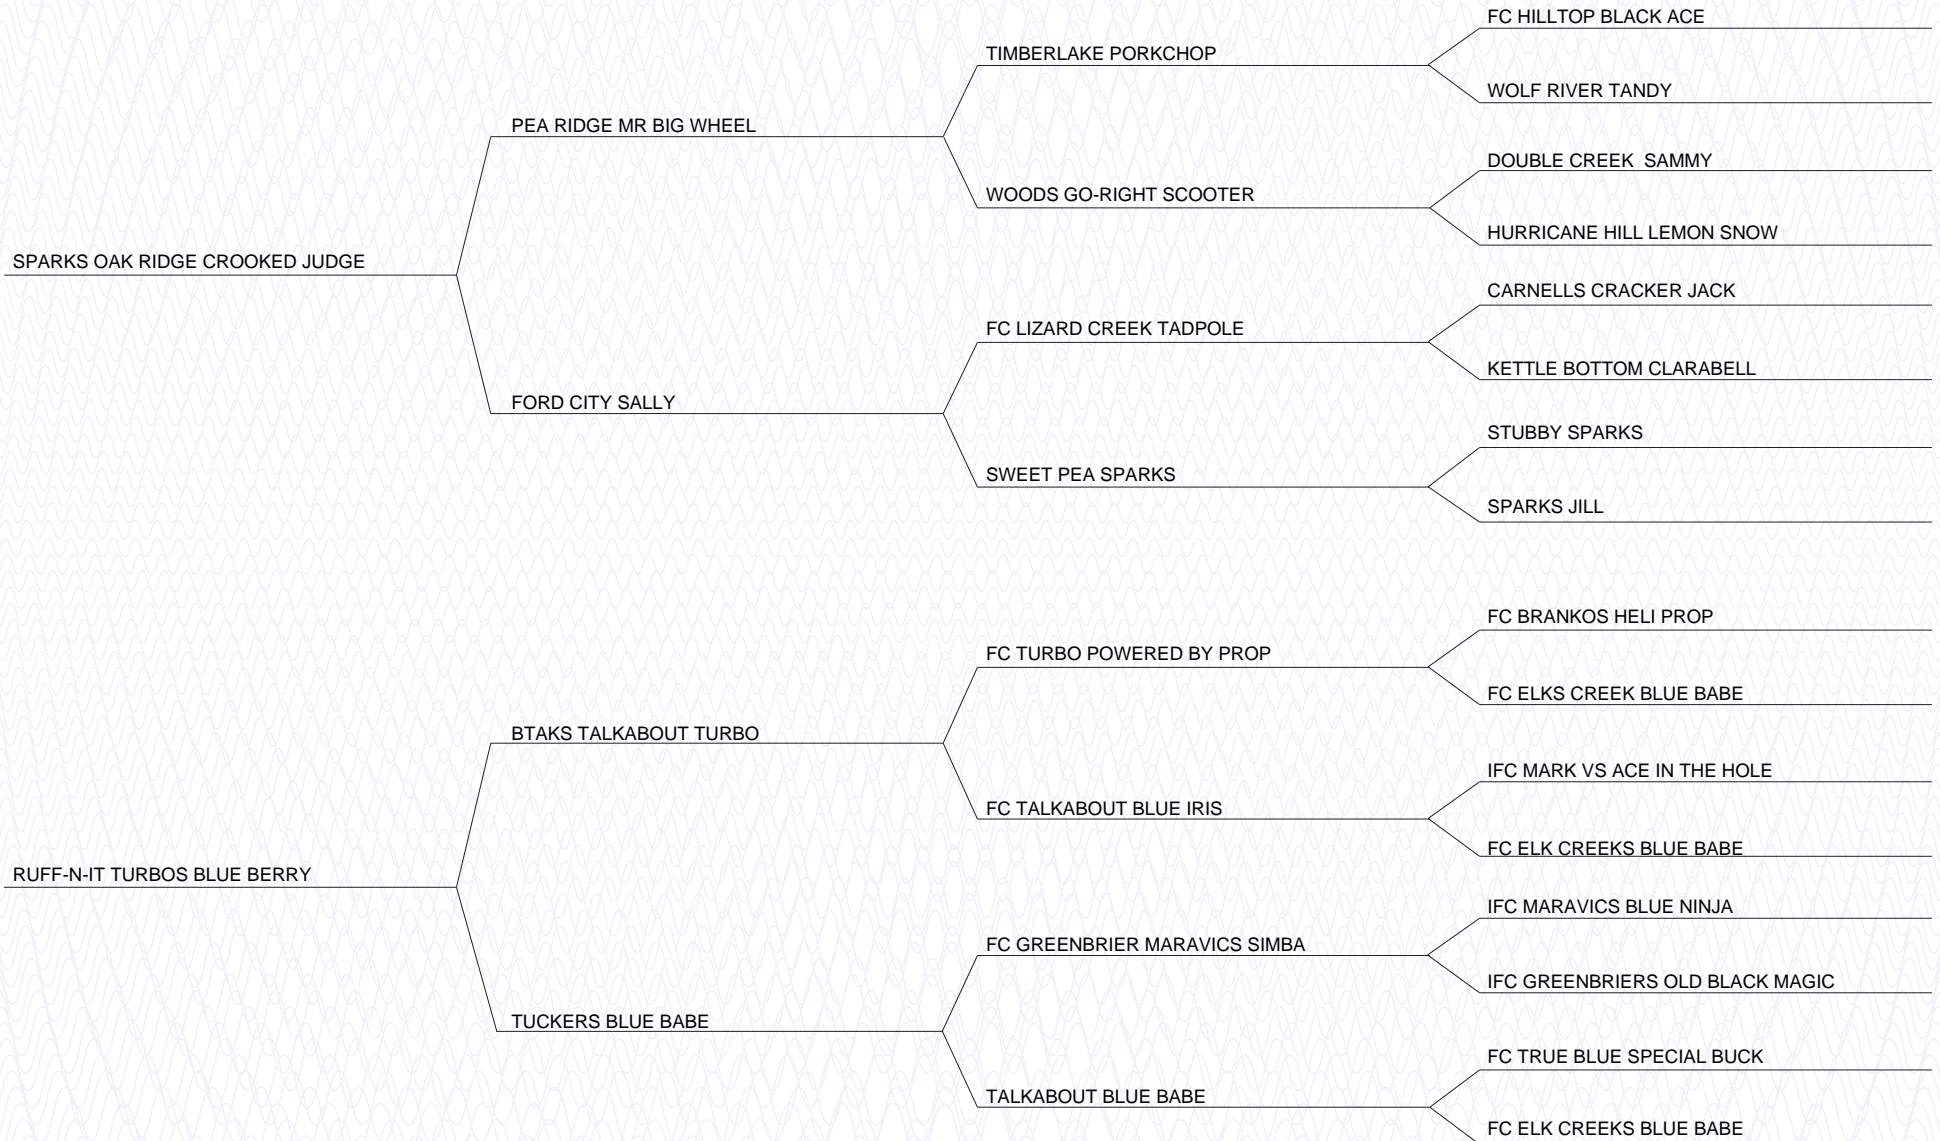 FC HILLTOP BLACK ACE
TIMBERLAKE PORKCHOP
WOLF RIVER TANDY
PEA RIDGE MR BIG WHEEL
DOUBLE CREEK  SAMMY
WOODS GO-RIGHT SCOOTER
HURRICANE HILL LEMON SNOW
SPARKS OAK RIDGE CROOKED JUDGE
CARNELLS CRACKER JACK
FC LIZARD CREEK TADPOLE
KETTLE BOTTOM CLARABELL
FORD CITY SALLY
STUBBY SPARKS
SWEET PEA SPARKS
SPARKS JILL
FC BRANKOS HELI PROP
FC TURBO POWERED BY PROP
FC ELKS CREEK BLUE BABE
BTAKS TALKABOUT TURBO
IFC MARK VS ACE IN THE HOLE
FC TALKABOUT BLUE IRIS
FC ELK CREEKS BLUE BABE
RUFF-N-IT TURBOS BLUE BERRY
IFC MARAVICS BLUE NINJA
FC GREENBRIER MARAVICS SIMBA
IFC GREENBRIERS OLD BLACK MAGIC
TUCKERS BLUE BABE
FC TRUE BLUE SPECIAL BUCK
TALKABOUT BLUE BABE
FC ELK CREEKS BLUE BABE